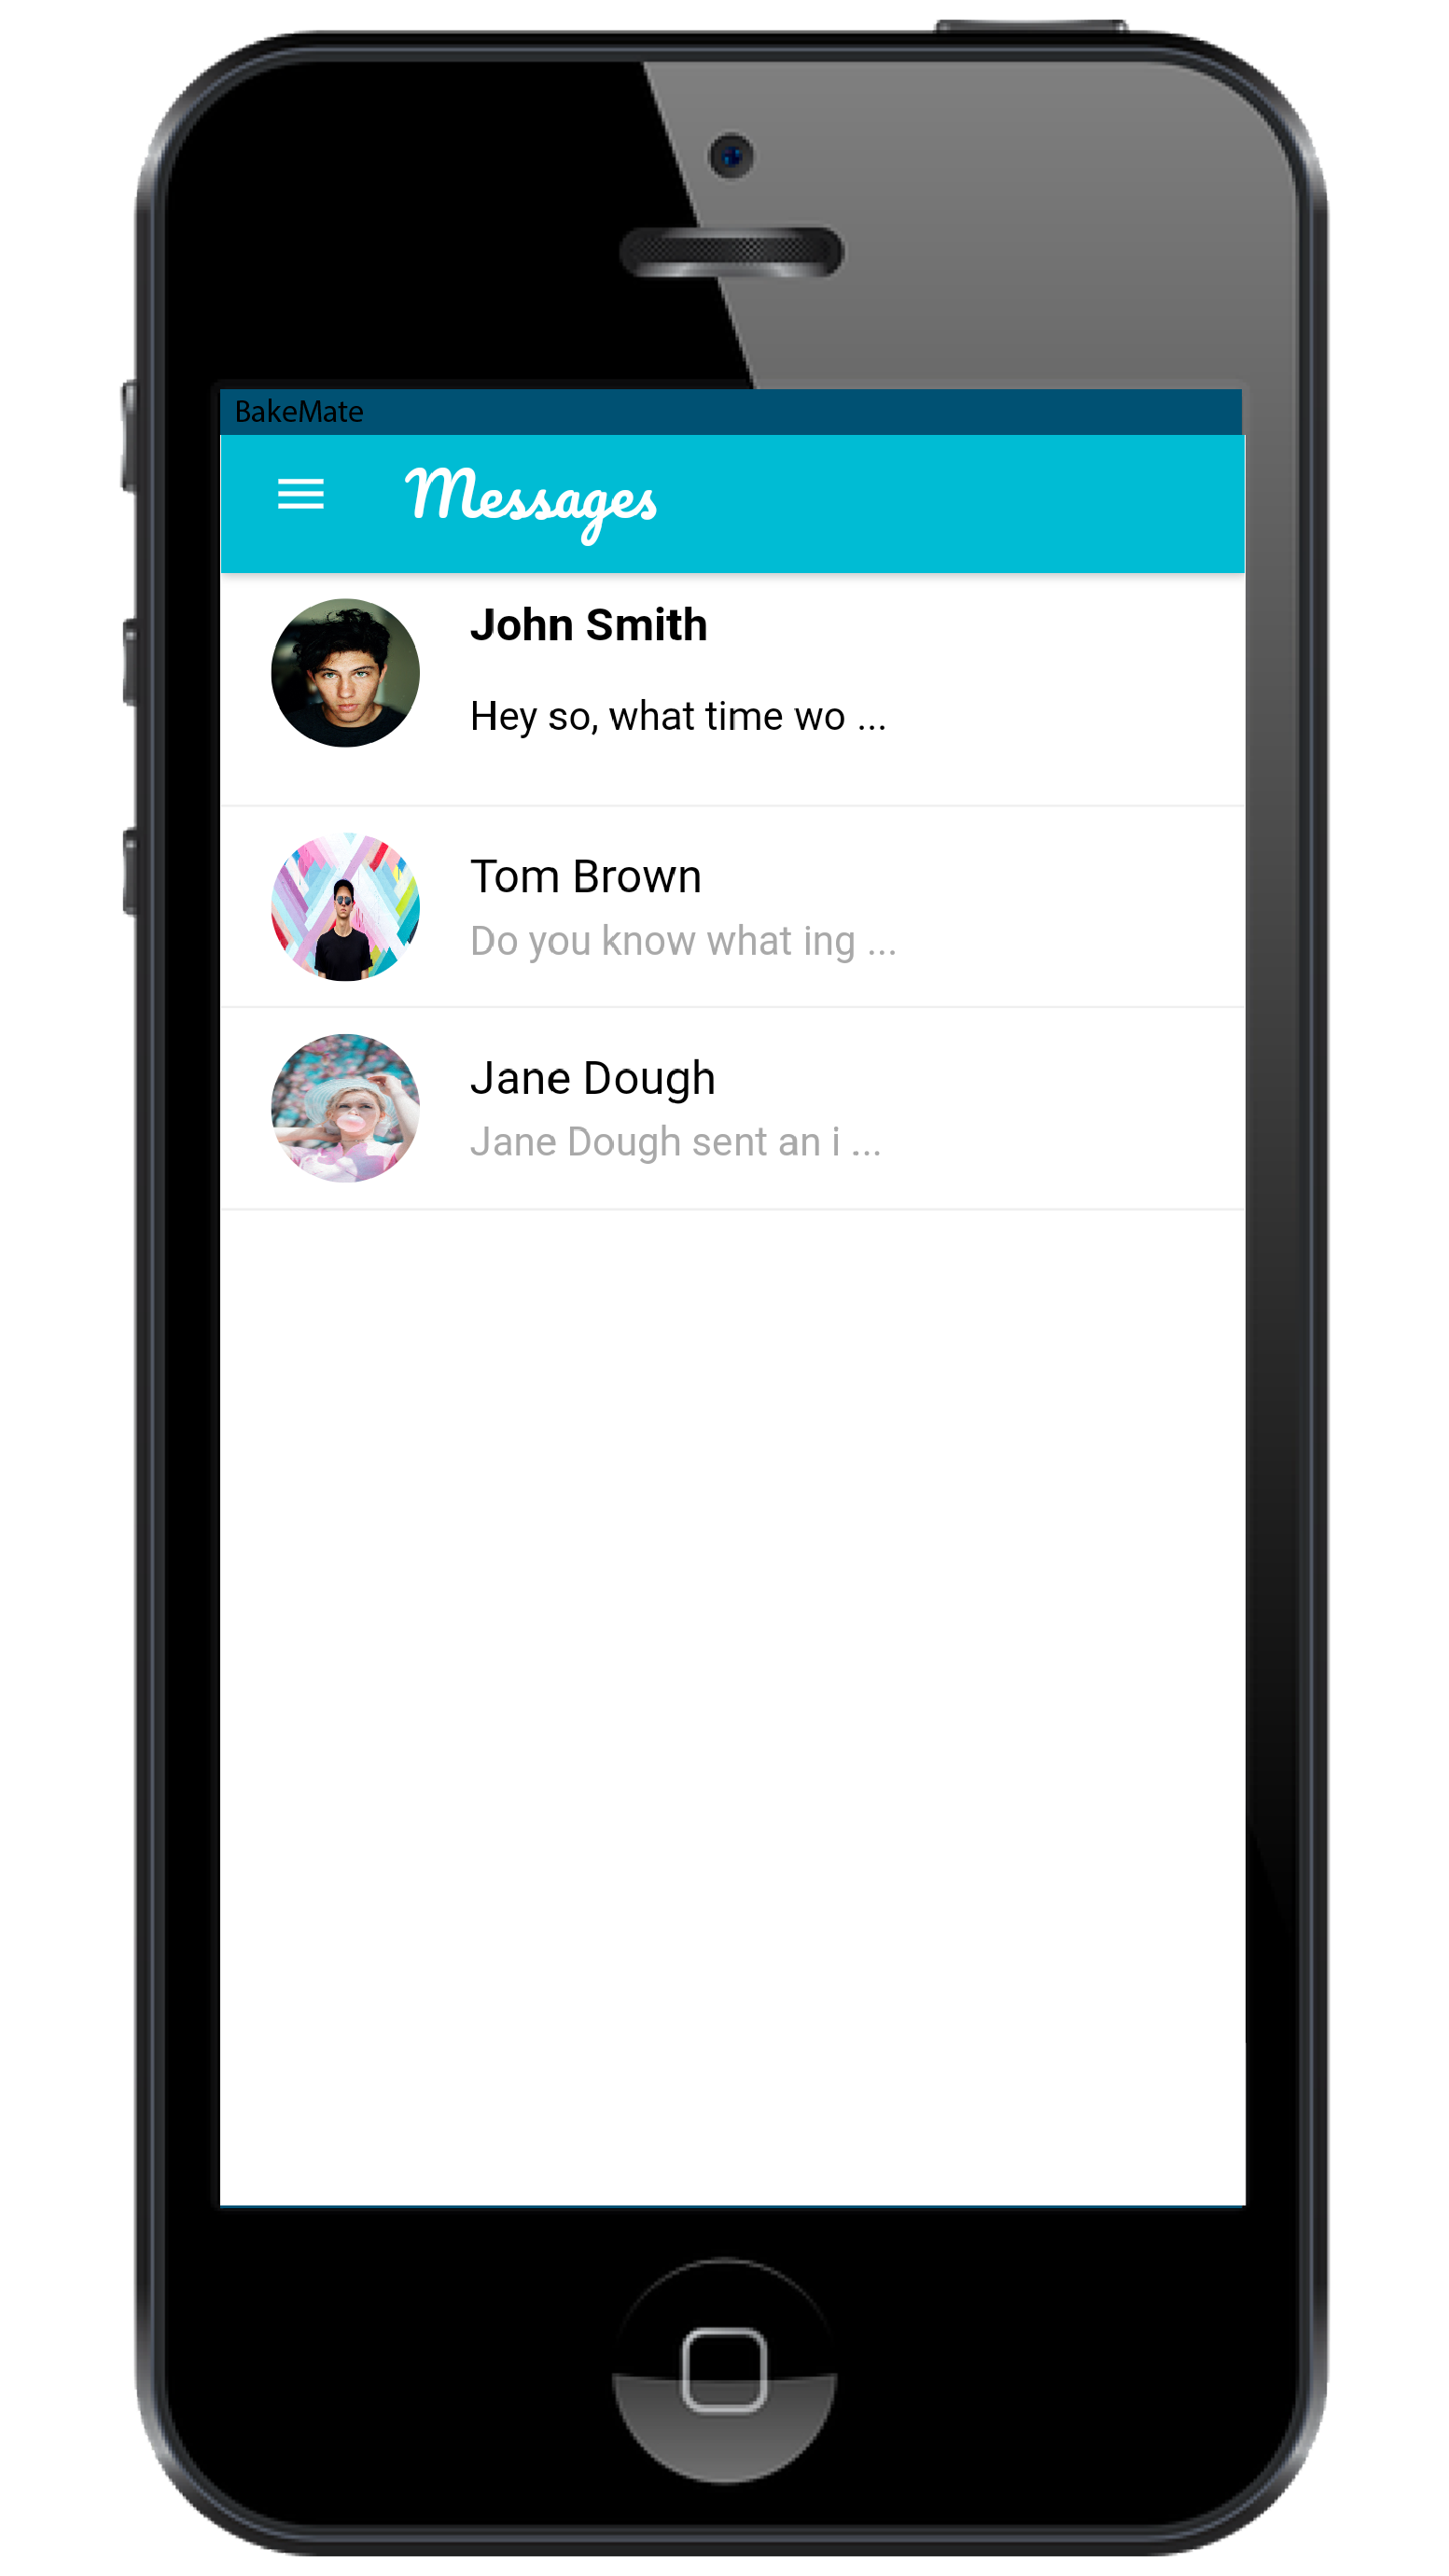 BakeMate
Messages
John Smith
Hey so, what time wo ...
Tom Brown
Do you know what ing ...
Jane Dough
Jane Dough sent an i ...